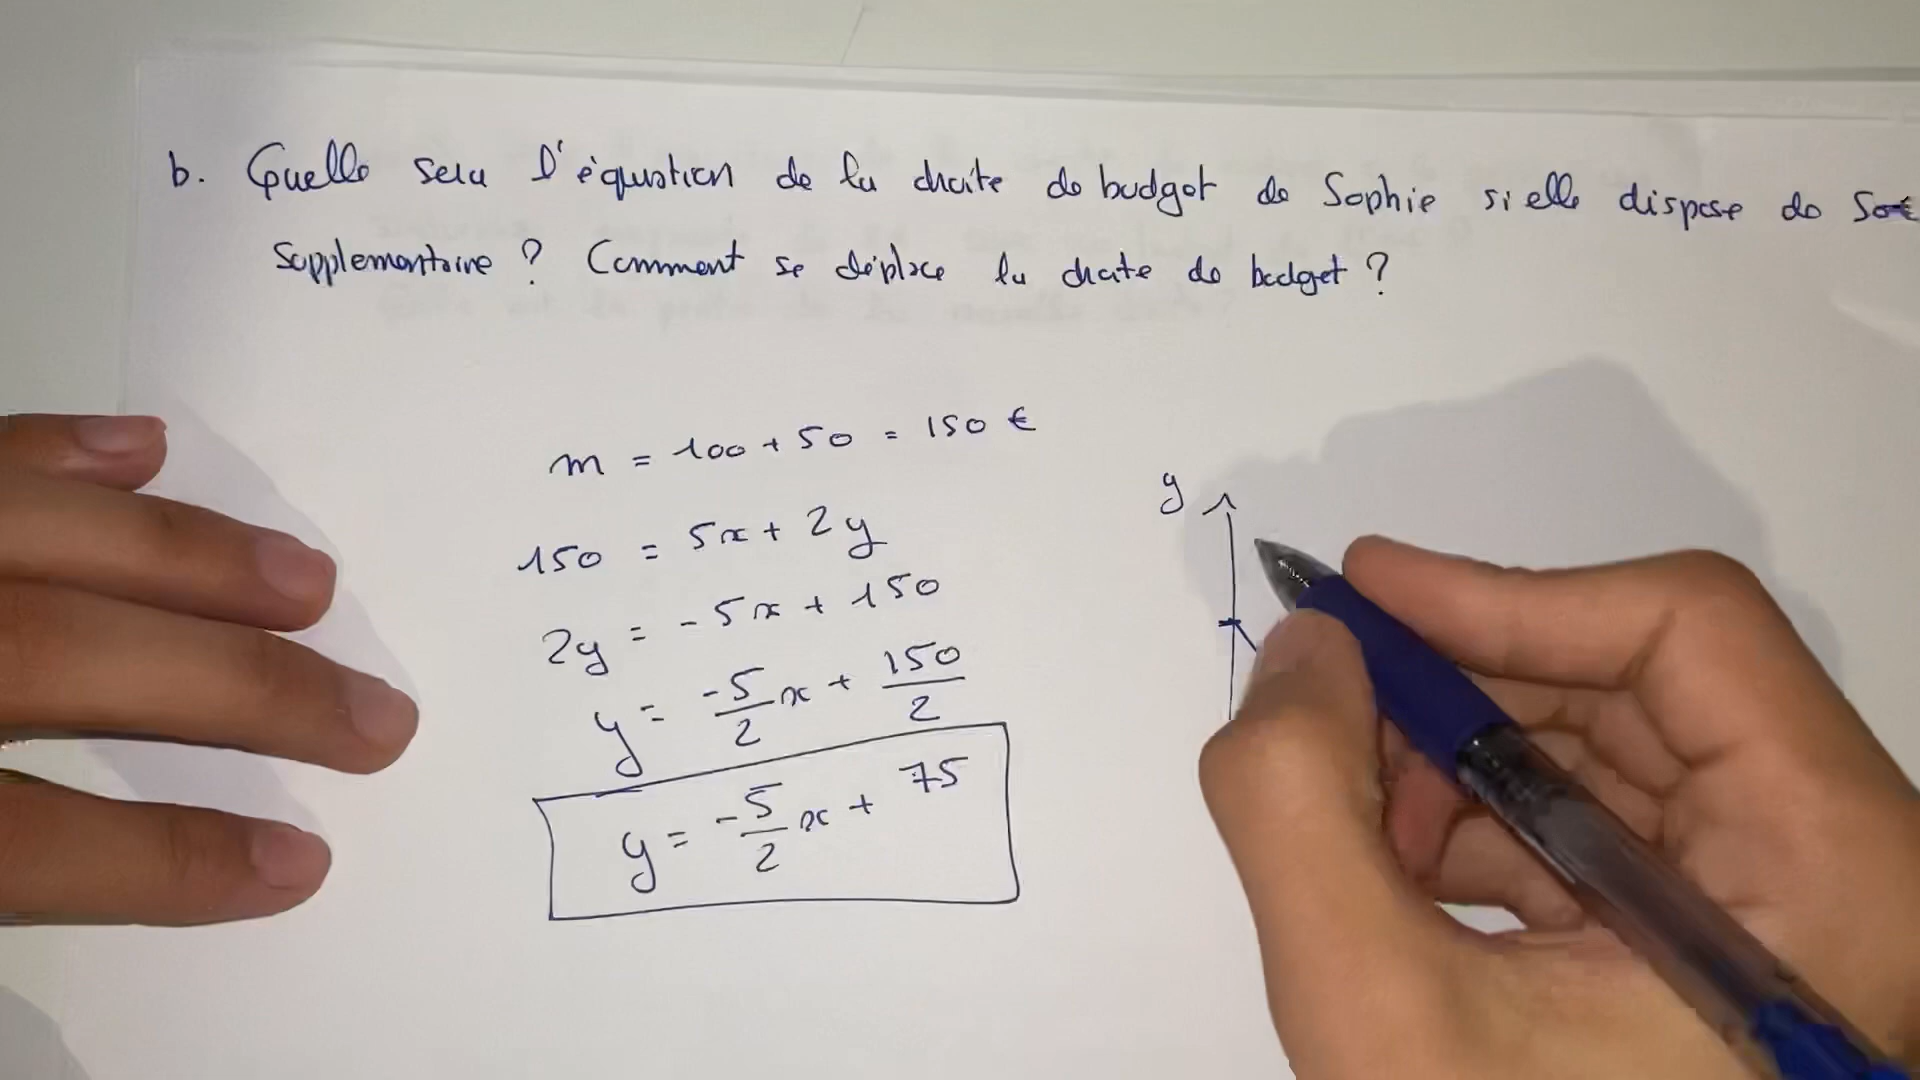 b. Quelle sera l'équation de la droite de budget de Sophie si elle dispose de 50€
supplementaire ? Comment se déplace la droite de budget ?
m = 100 + 50 = 150 €
150 = 5x + 2y
2y = -5x + 150
y = -5/2 x + 150/2
y = -5/2 x + 75
y